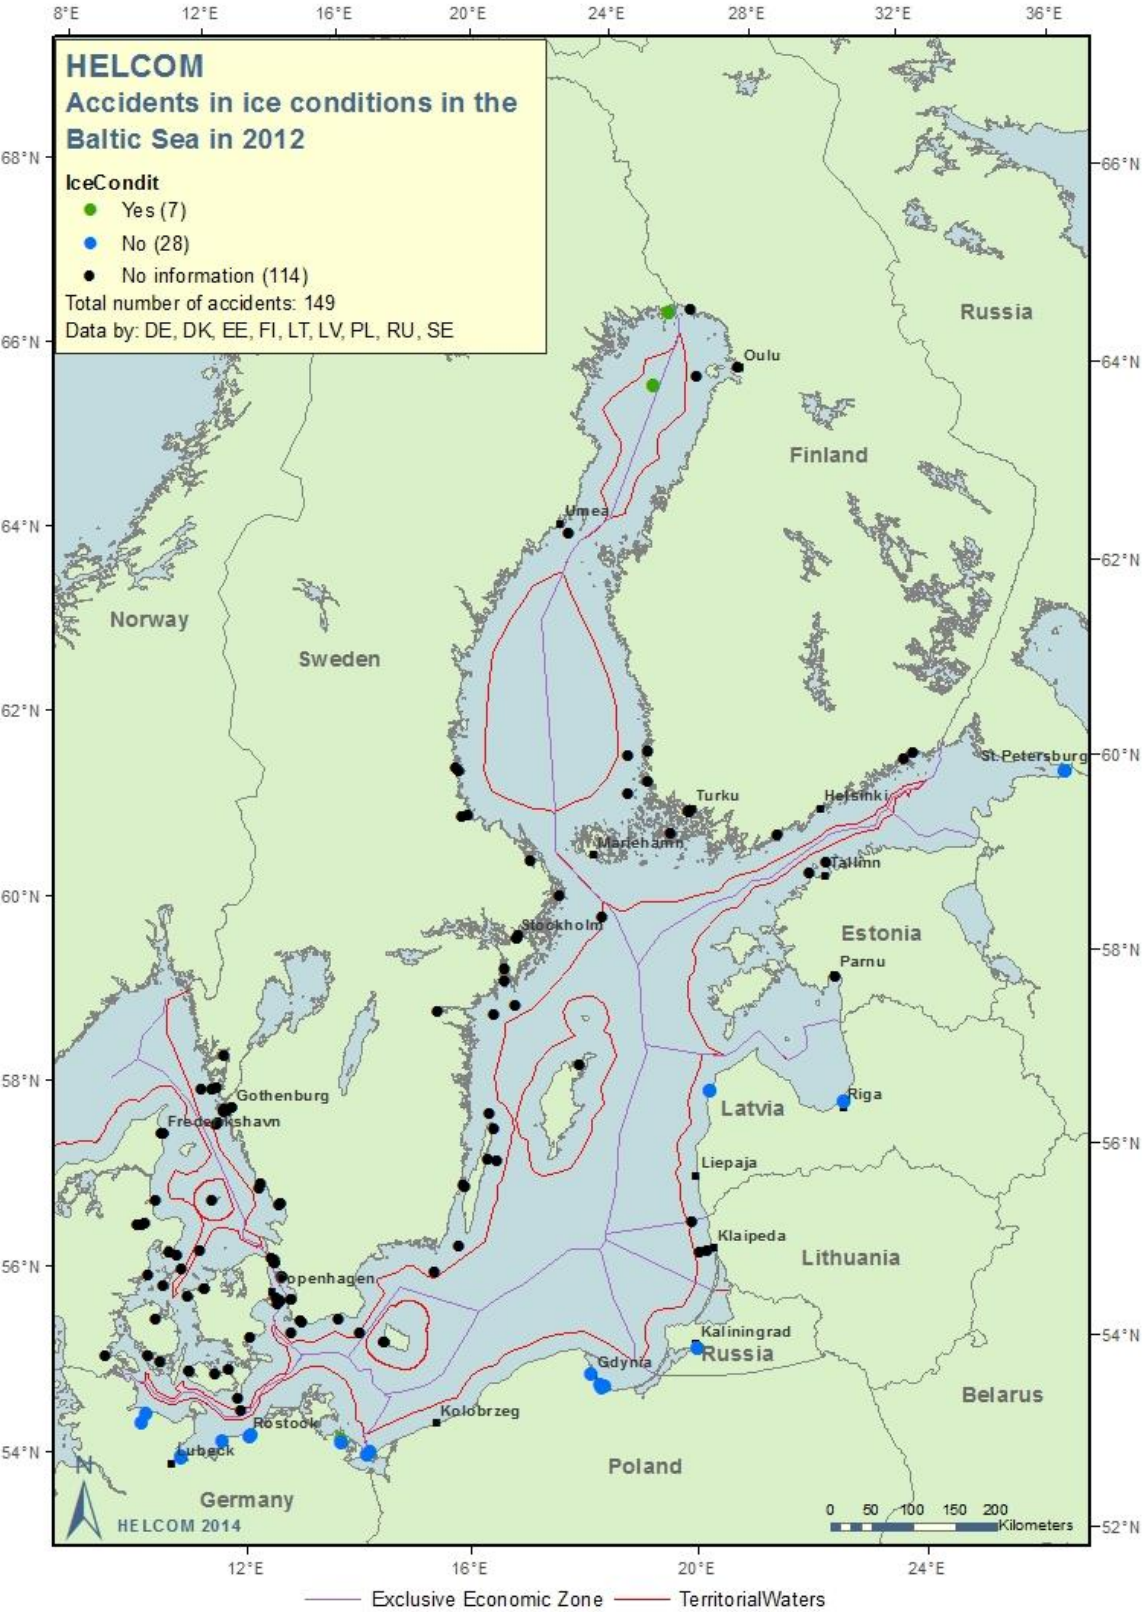 8°E 12°E 16°E 20°E 24°E 28°E 32°E 36°E
HELCOM
Accidents in ice conditions in the
Baltic Sea in 2012
IceCondit
Yes (7)
No (28)
No information (114)
Total number of accidents: 149
Data by: DE, DK, EE, FI, LT, LV, PL, RU, SE
68°N
66°N
Russia
66°N
Oulu
64°N
Finland
Umea
64°N
62°N
Norway
Sweden
62°N
60°N
St.Petersburg
Turku
Helsinki
Mariehamn
Tallinn
60°N
Stockholm
Estonia
58°N
Parnu
58°N
Gothenburg
Riga
Latvia
Frederikshavn
56°N
Liepaja
Klaipeda
Lithuania
56°N
openhagen
Kaliningrad
54°N
Russia
Gdynia
Belarus
Kolobrzeg
Rostock
54°N
Lubeck
N
Poland
Germany
0 50 100 150 200
Kilometers
HELCOM 2014
52°N
12°E 16°E 20°E 24°E
Exclusive Economic Zone TerritorialWaters